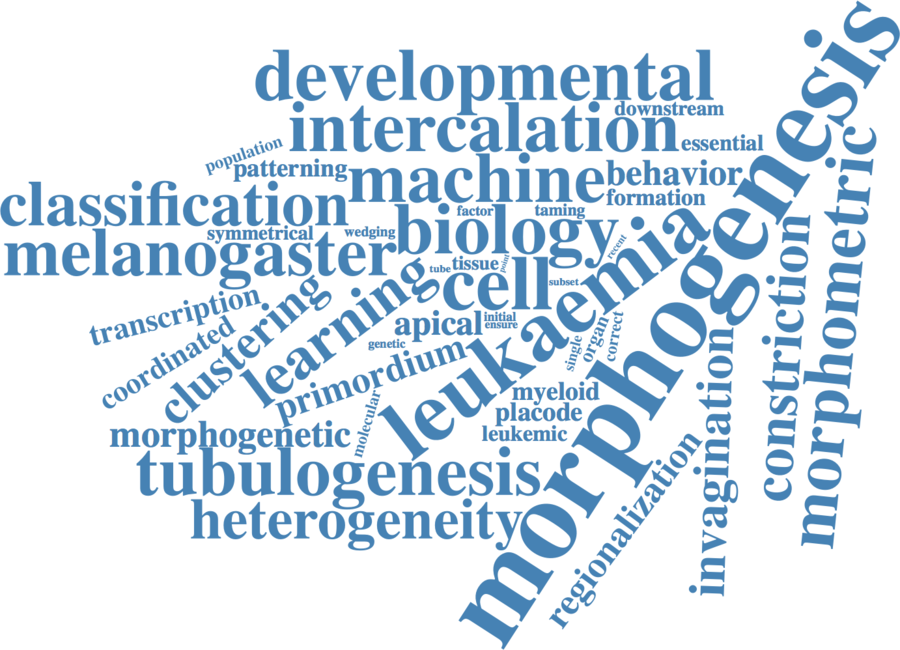 developmental
downstream
intercalation
essential
population
patterning
machine
behavior
formation
classification
factor
taming
symmetrical
wedging
biology
recent
melanogaster
tube
tissue
point
cell
subset
transcription
clustering
learning
apical
initial
ensure
genetic
coordinated
primordium
leukaemia
single
organ
correct
molecular
myeloid
placode
leukemic
morphogenetic
tubulogenesis
heterogeneity
morphogenesis
regionalization
invagination
constriction
morphometric